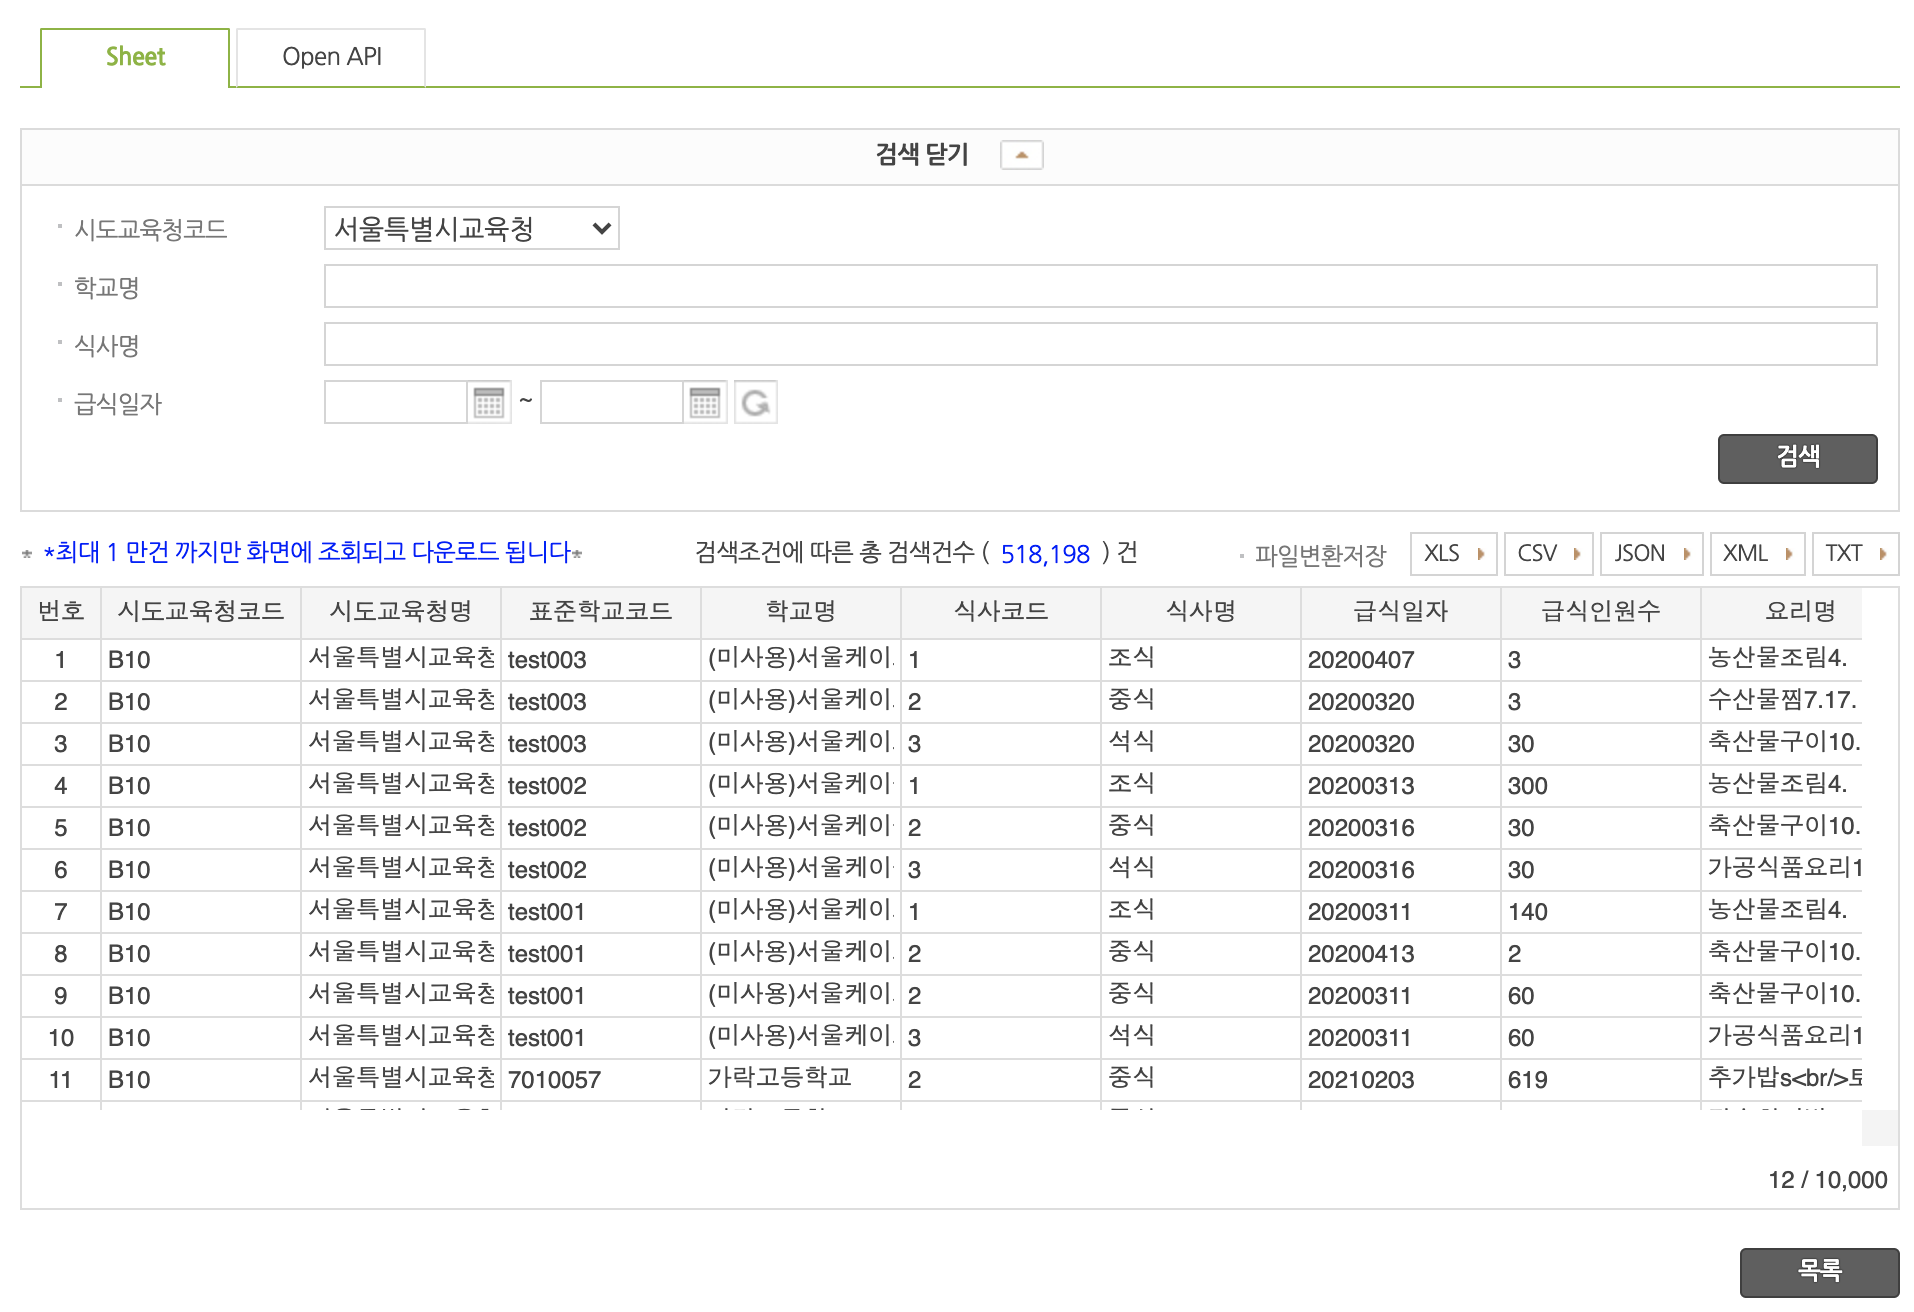 Sheet Open API
검색 닫기
시도교육청코드 서울특별시교육청
학교명
식사명
급식일자 ~
검색
*최대 1 만건 까지만 화면에 조회되고 다운로드 됩니다* 검색조건에 따른 총 검색건수 ( 518,198 ) 건 파일변환저장 XLS CSV JSON XML TXT
번호 시도교육청코드 시도교육청명 표준학교코드 학교명 식사코드 식사명 급식일자 급식인원수 요리명
1 B10 서울특별시교육청 test003 (미사용)서울케이 1 조식 20200407 3 농산물조림4.
2 B10 서울특별시교육청 test003 (미사용)서울케이 2 중식 20200320 3 수산물찜7.17.
3 B10 서울특별시교육청 test003 (미사용)서울케이 3 석식 20200320 30 축산물구이10.
4 B10 서울특별시교육청 test002 (미사용)서울케이 1 조식 20200313 300 농산물조림4.
5 B10 서울특별시교육청 test002 (미사용)서울케이 2 중식 20200316 30 축산물구이10.
6 B10 서울특별시교육청 test002 (미사용)서울케이 3 석식 20200316 30 가공식품요리1
7 B10 서울특별시교육청 test001 (미사용)서울케이 1 조식 20200311 140 농산물조림4.
8 B10 서울특별시교육청 test001 (미사용)서울케이 2 중식 20200413 2 축산물구이10.
9 B10 서울특별시교육청 test001 (미사용)서울케이 2 중식 20200311 60 축산물구이10.
10 B10 서울특별시교육청 test001 (미사용)서울케이 3 석식 20200311 60 가공식품요리1
11 B10 서울특별시교육청 7010057 가락고등학교 2 중식 20210203 619 추가밥s<br/>토
12 / 10,000
목록